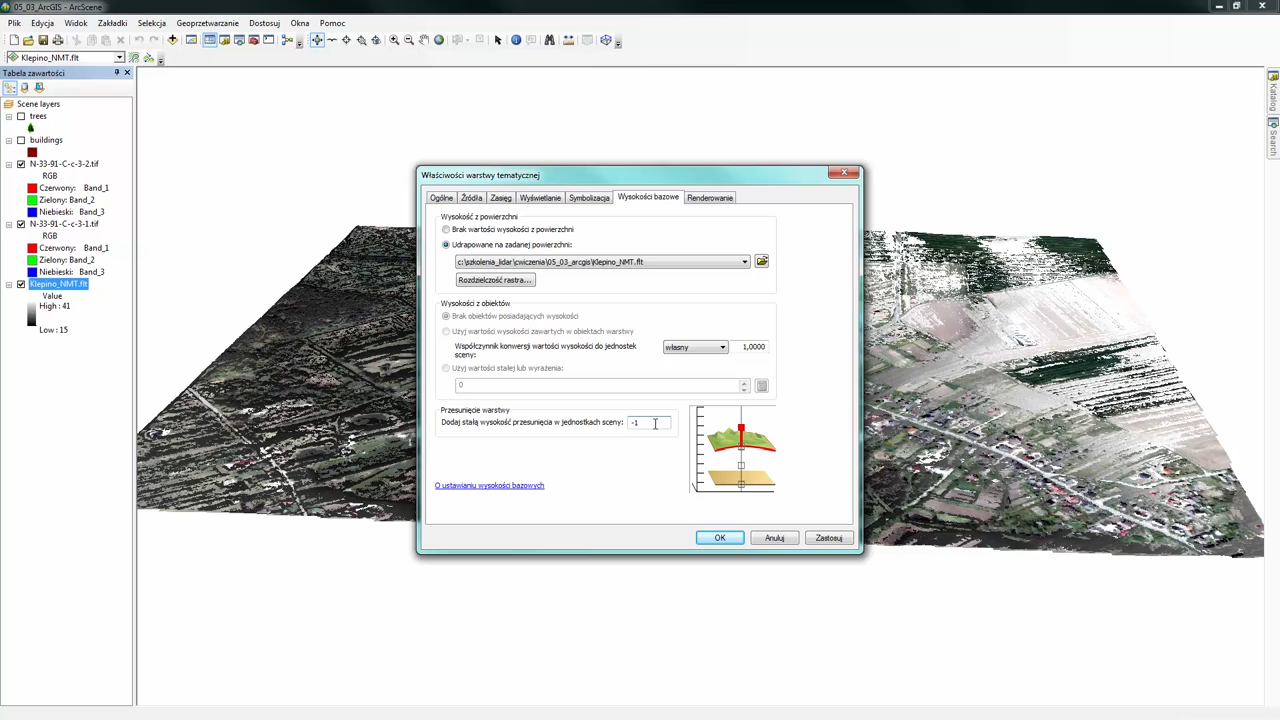 05_03_ArcGIS - ArcScene
Plik Edycja Widok Zakładki Selekcja Geoprzetwarzanie Dostosuj Okna Pomoc
Klepino_NMT.flt
Tabela zawartości
Scene layers
trees
buildings
N-33-91-C-c-3-2.tif
RGB
Czerwony: Band_1
Zielony: Band_2
Niebieski: Band_3
N-33-91-C-c-3-1.tif
RGB
Czerwony: Band_1
Zielony: Band_2
Niebieski: Band_3
Klepino_NMT.flt
Value
High : 41
Low : 15
Właściwości warstwy tematycznej
Ogólne Źródła Zasięg Wyświetlanie Symbolizacja Wysokości bazowe Renderowanie
Wysokość z powierzchni
Brak wartości wysokości z powierzchni
Udrapowane na zadanej powierzchni:
c:\szkolenia_lidar\cwiczenia\05_03_arcgis\Klepino_NMT.flt
Rozdzielczość rastra...
Wysokości z obiektów
Brak obiektów posiadających wysokości
Użyj wartości wysokości zawartych w obiektach warstwy
Współczynnik konwersji wartości wysokości do jednostek
sceny:
własny 1,0000
Użyj wartości stałej lub wyrażenia:
0
Przesunięcie warstwy
Dodaj stałą wysokość przesunięcia w jednostkach sceny: -1
O ustawianiu wysokości bazowych
OK Anuluj Zastosuj
Katalog
Search